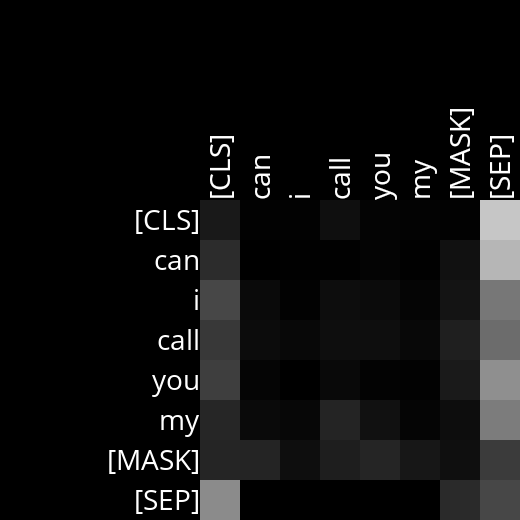 [CLS] can i call you my [MASK] [SEP]
[CLS]
can
i
call
you
my
[MASK]
[SEP]